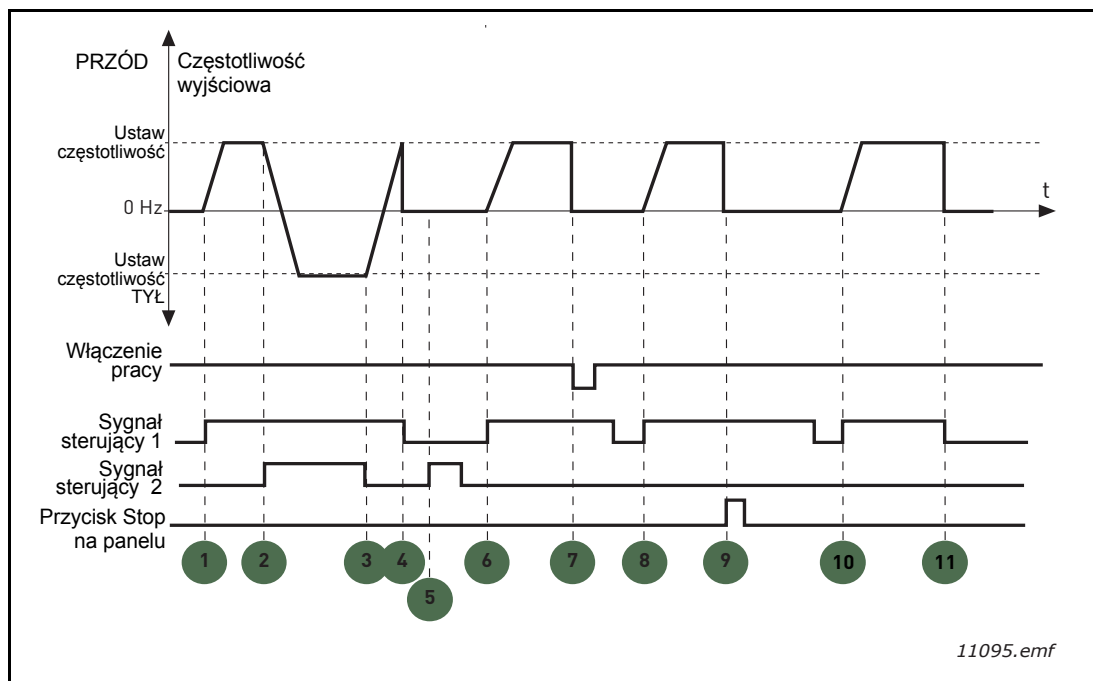 PRZÓD
Częstotliwość
wyjściowa
Ustaw
częstotliwość
0 Hz
t
Ustaw
częstotliwość
TYŁ
Włączenie
pracy
Sygnał
sterujący 1
Sygnał
sterujący 2
Przycisk Stop
na panelu
1 2 3 4 6 7 8 9 10 11
5
11095.emf